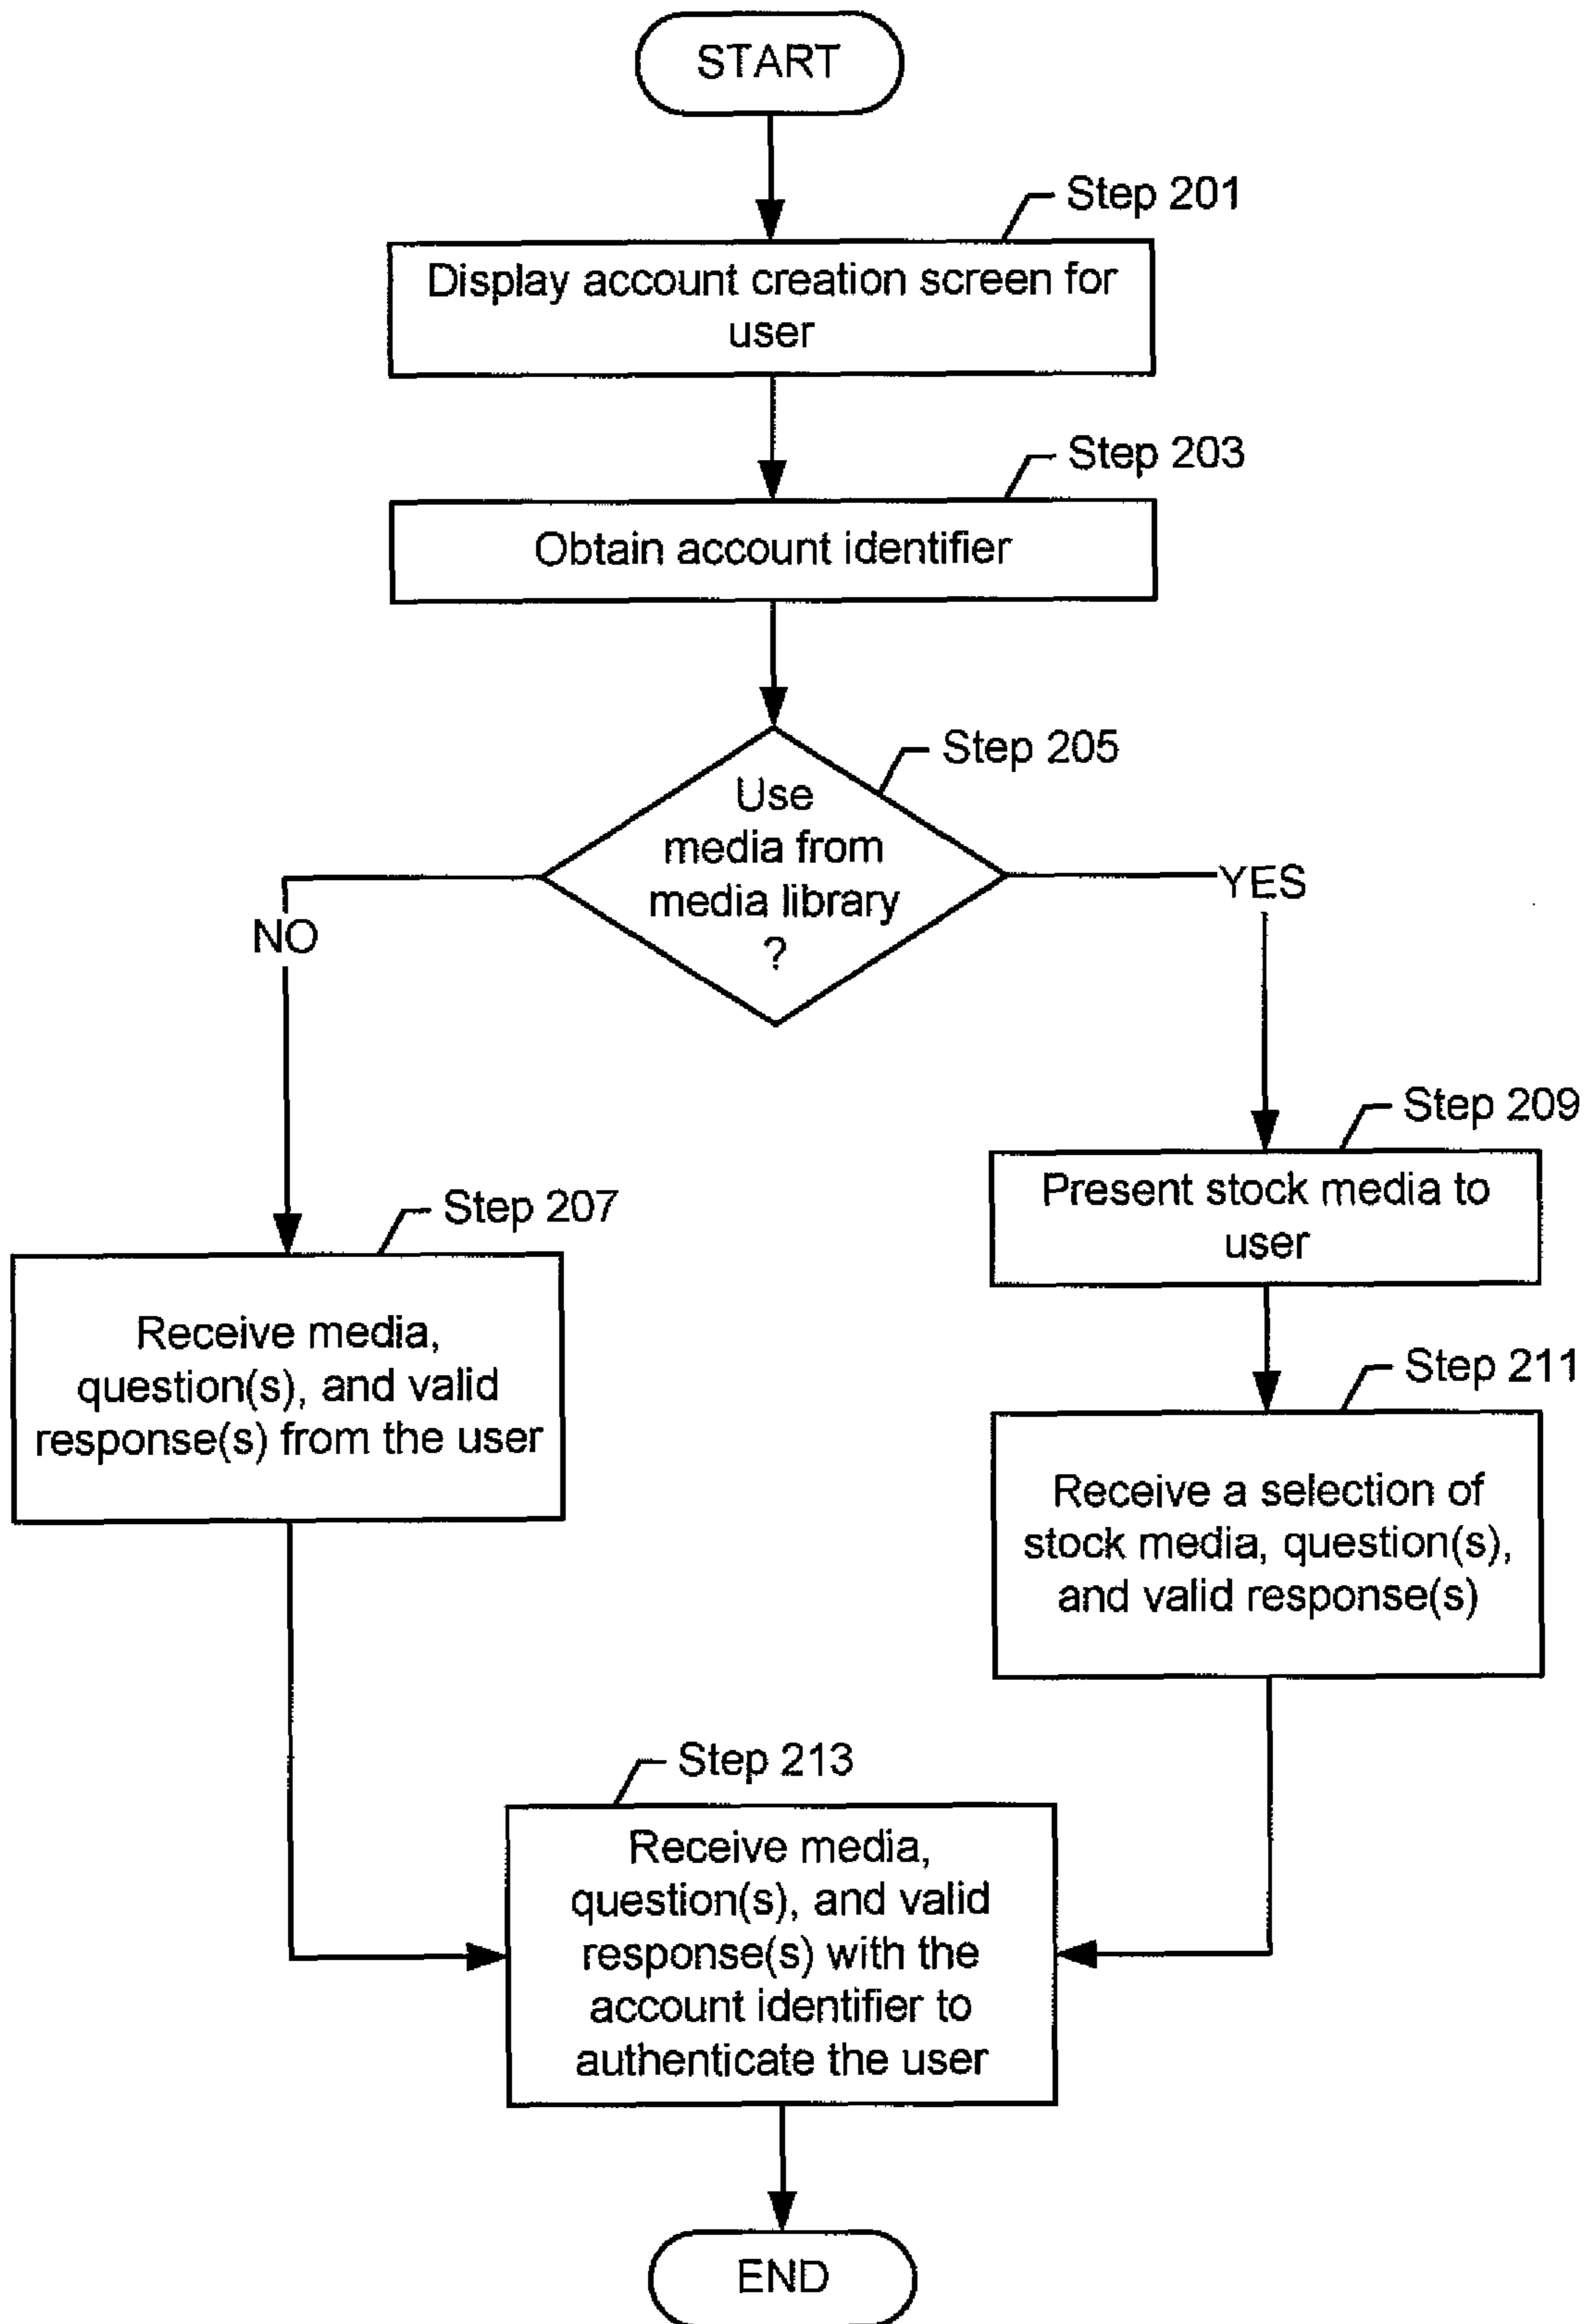 START
Step 201
Display account creation screen for
user
Step 203
Obtain account identifier
Step 205
Use
media from
media library
?
YES
NO
Step 209
Present stock media to
user
Step 207
Receive media,
question(s), and valid
response(s) from the user
Step 211
Receive a selection of
stock media, question(s),
and valid response(s)
Step 213
Receive media,
question(s), and valid
response(s) with the
account identifier to
authenticate the user
END